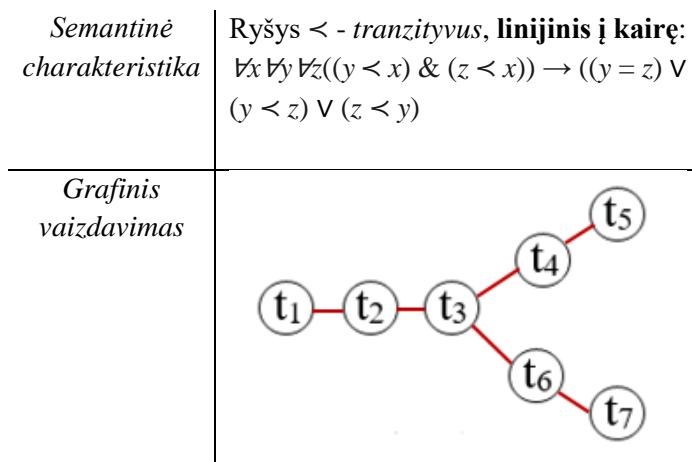 Semantinė
charakteristika
Ryšys ≺ - tranzityvus, linijinis į kairę:
∀x ∀y ∀z((y ≺ x) & (z ≺ x)) → ((y = z) ∨
(y ≺ z) ∨ (z ≺ y)
Grafinis
vaizdavimas
t₁ t₂ t₃ t₄ t₅ t₆ t₇